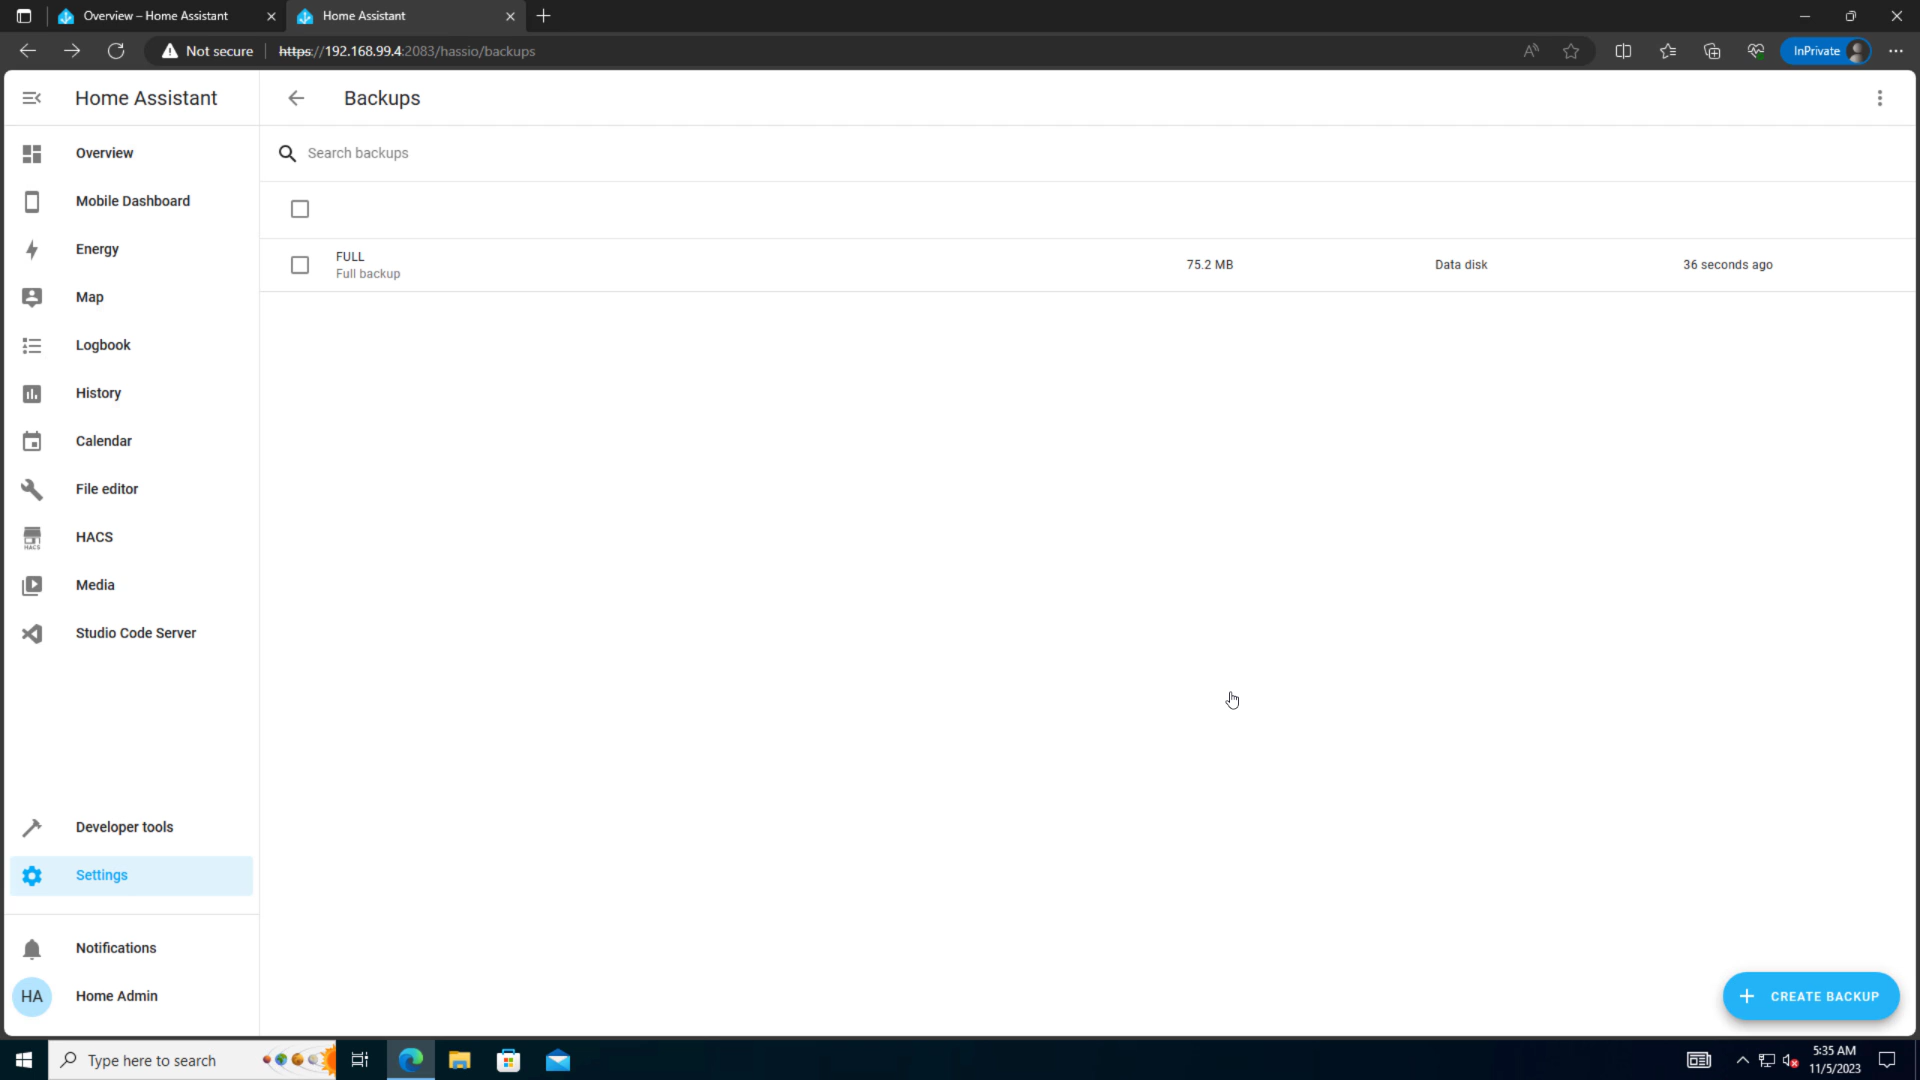 Overview – Home Assistant
Home Assistant
Not secure
https://192.168.99.4:2083/hassio/backups
InPrivate
Home Assistant
Backups
Search backups
Overview
Mobile Dashboard
Energy
Map
Logbook
History
Calendar
File editor
HACS
HACS
Media
Studio Code Server
FULL
Full backup
75.2 MB
Data disk
36 seconds ago
Developer tools
Settings
Notifications
HA
Home Admin
CREATE BACKUP
Type here to search
5:35 AM
11/5/2023